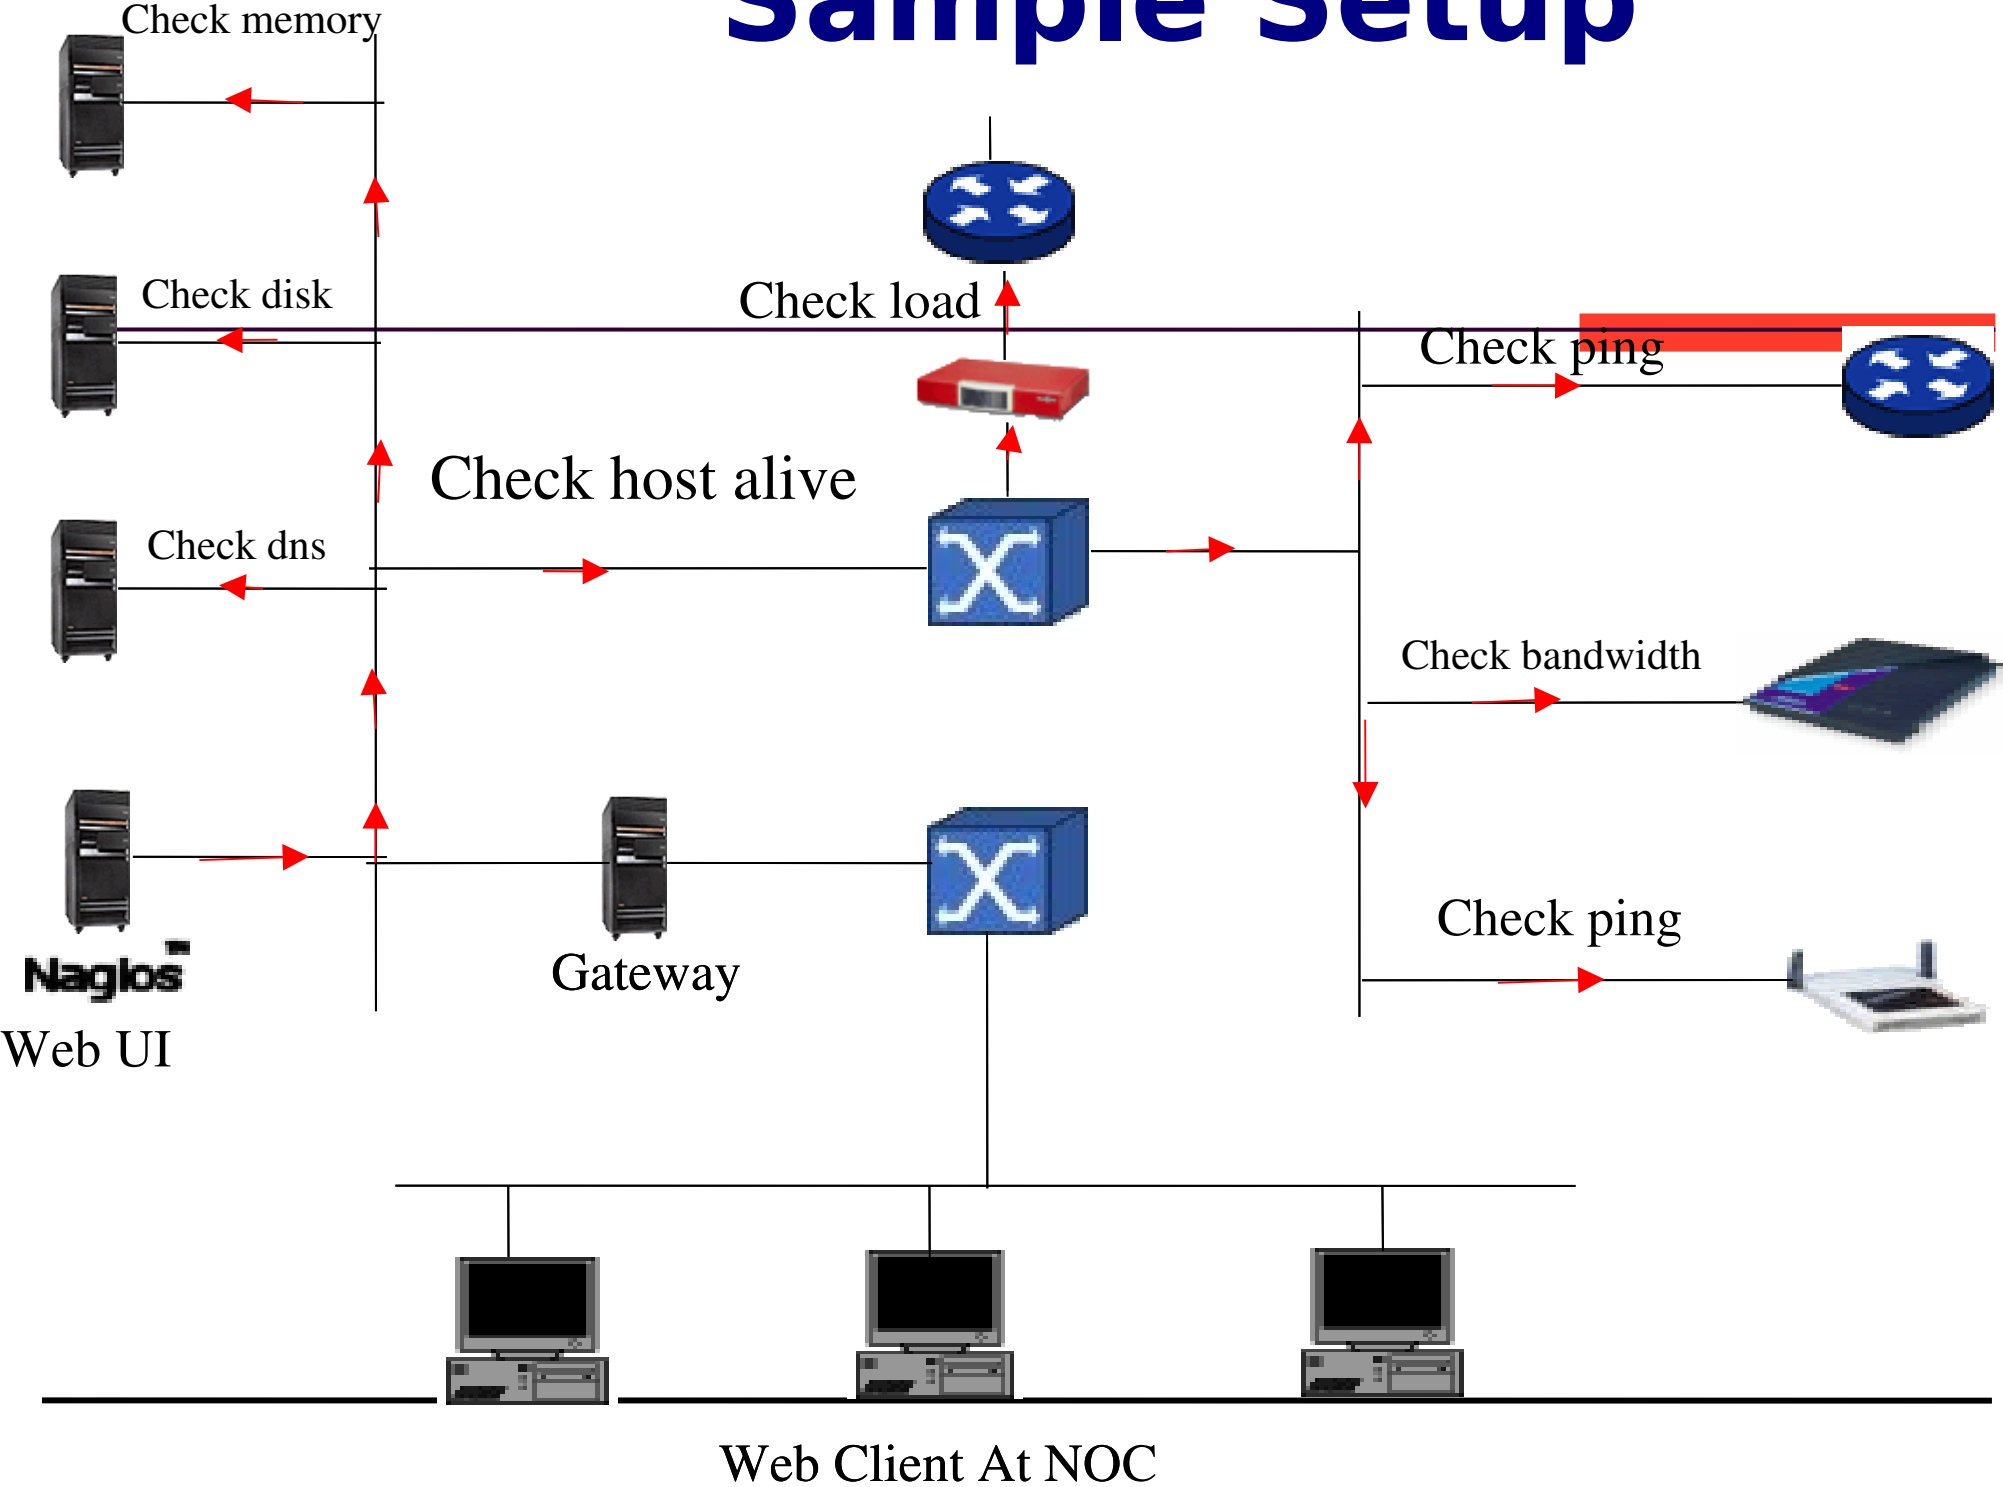 Sample Setup
Check memory
Check disk
Check load
Check ping
Check host alive
Check dns
Check bandwidth
Check ping
Nagios™
Gateway
Web UI
Web Client At NOC